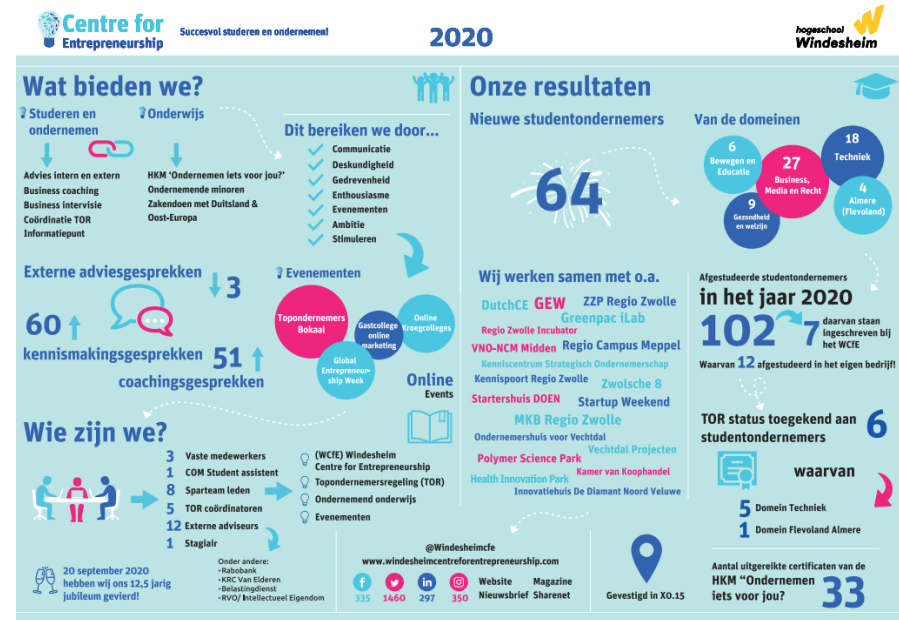 Centre for
Entrepreneurship
Succesvol studeren en ondernemen!
2020
hogeschool
Windesheim
Wat bieden we?
Studeren en
ondernemen
Advies intern en extern
Business coaching
Business intervisie
Coördinatie TOR
Informatiepunt
Onderwijs
HKM ‘Ondernemen iets voor jou?’
Ondernemende minoren
Zakendoen met Duitsland &
Oost-Europa
Dit bereiken we door...
Communicatie
Deskundigheid
Gedrevenheid
Enthousiasme
Evenementen
Ambitie
Stimuleren
Externe adviesgesprekken
3
60
kennismakingsgesprekken
51
coachingsgesprekken
Evenementen
Topondernemers
Bokaal
Gastcollege
online
marketing
Online
Kroegcolleges
Global
Entrepreneur-
ship Week
Online
Events
Wie zijn we?
3 Vaste medewerkers
1 COM Student assistent
8 Sparteam leden
5 TOR coördinatoren
12 Externe adviseurs
1 Stagiair
(WCfE) Windesheim
Centre for Entrepreneurship
Topondernemersregeling (TOR)
Ondernemend onderwijs
Evenementen
20 september 2020
hebben wij ons 12,5 jarig
jubileum gevierd!
Onder andere:
•Rabobank
•KRC Van Elderen
•Belastingdienst
•RVO/ Intellectueel Eigendom
@Windesheimcfe
www.windesheimcentreforentrepreneurship.com
335
1460
297
350
Website Magazine
Nieuwsbrief Sharenet
Onze resultaten
Nieuwe studentondernemers
64
Van de domeinen
6
Bewegen en
Educatie
27
Business,
Media en Recht
18
Techniek
9
Gezondheid
en welzijn
4
Almere
(Flevoland)
Wij werken samen met o.a.
DutchCE GEW ZZP Regio Zwolle
Greenpac iLab
Regio Zwolle Incubator
VNO-NCM Midden Regio Campus Meppel
Kenniscentrum Strategisch Ondernemerschap
Kennispoort Regio Zwolle Zwolsche 8
Startershuis DOEN Startup Weekend
MKB Regio Zwolle
Ondernemershuis voor Vechtdal
Vechtdal Projecten
Polymer Science Park
Kamer van Koophandel
Health Innovation Park
Innovatiehuis De Diamant Noord Veluwe
Gevestigd in X0.15
Afgestudeerde studentondernemers
in het jaar 2020
102
7
daarvan staan
ingeschreven bij
het WCfE
Waarvan 12 afgestudeerd in het eigen bedrijf!
TOR status toegekend aan
studentondernemers
6
waarvan
5 Domein Techniek
1 Domein Flevoland Almere
Aantal uitgereikte certificaten van de
HKM “Ondernemen
iets voor jou?
33